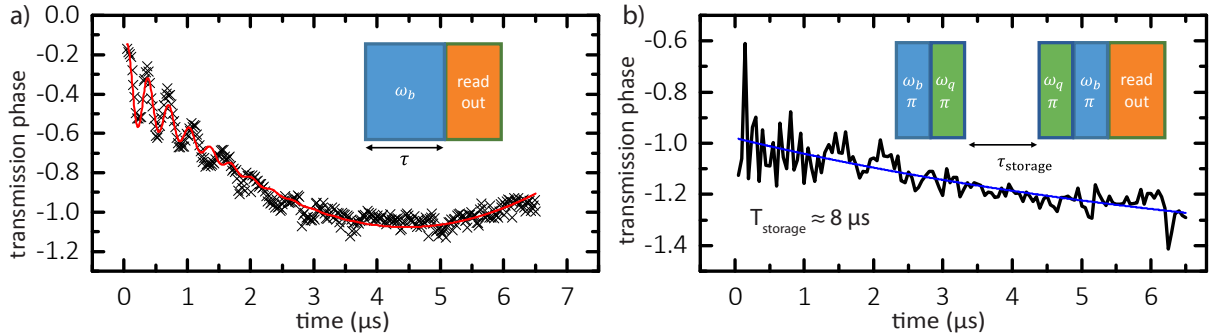 a)
transmission phase
0.0
-0.2
-0.4
-0.6
-0.8
-1.0
-1.2
0 1 2 3 4 5 6 7
time (µs)
ω_b
read
out
τ
b)
transmission phase
-0.6
-0.8
-1.0
-1.2
-1.4
0 1 2 3 4 5 6
time (µs)
ω_b ω_q ω_q ω_b read
π π π π out
τ_storage
T_storage ≈ 8 µs